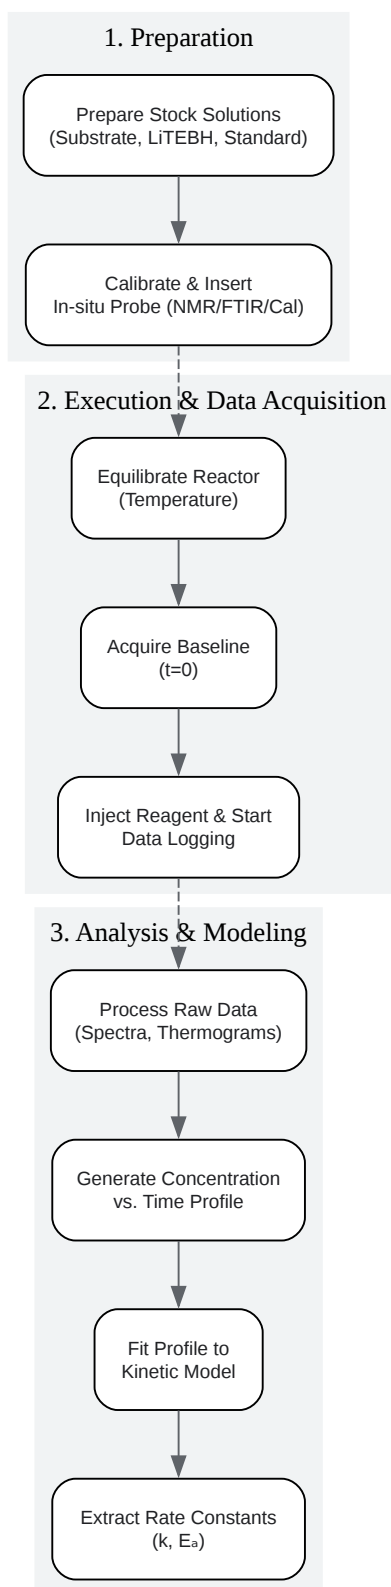 1. Preparation
Prepare Stock Solutions
(Substrate, LiTEBH, Standard)
Calibrate & Insert
In-situ Probe (NMR/FTIR/Cal)
2. Execution & Data Acquisition
Equilibrate Reactor
(Temperature)
Acquire Baseline
(t=0)
Inject Reagent & Start
Data Logging
3. Analysis & Modeling
Process Raw Data
(Spectra, Thermograms)
Generate Concentration
vs. Time Profile
Fit Profile to
Kinetic Model
Extract Rate Constants
(k, Eₐ)